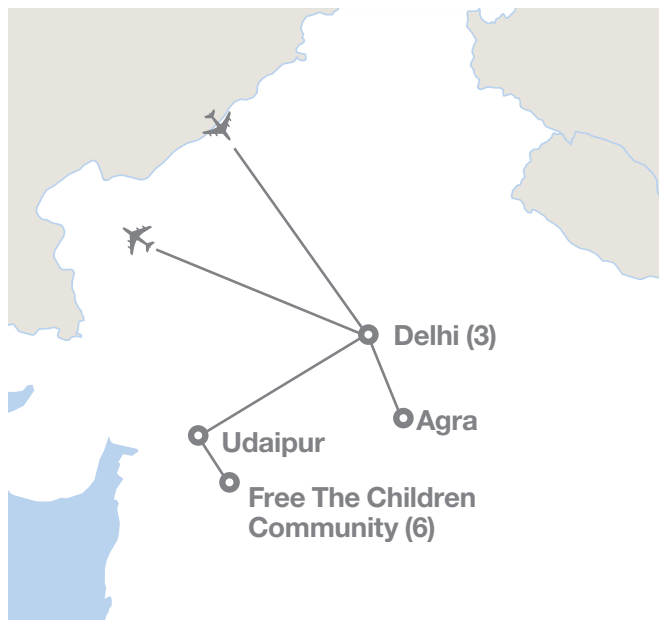 Delhi (3)
Agra
Udaipur
Free The Children
Community (6)